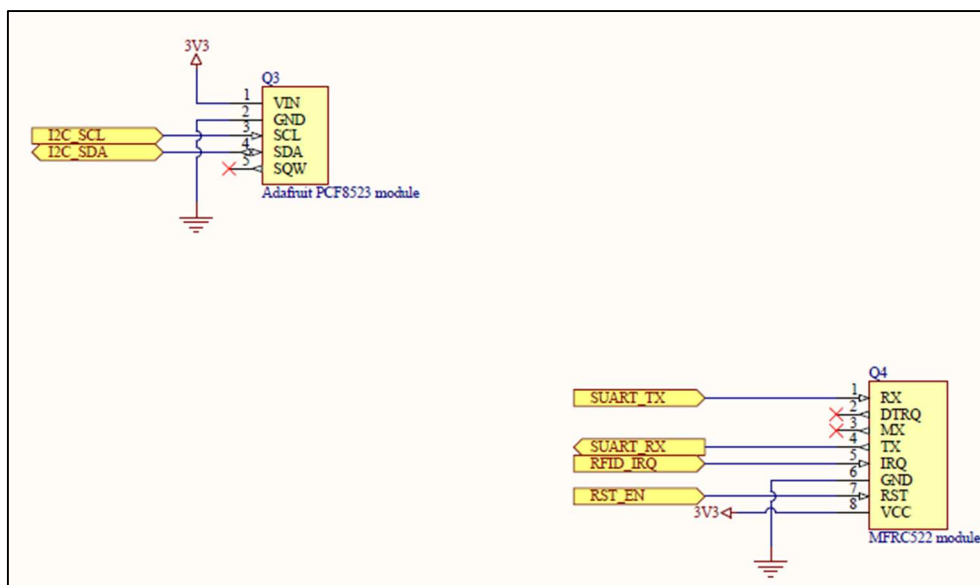 3V3
Q3
1 VIN
2 GND
I2C_SCL 3 SCL
I2C_SDA 4 SDA
5 SQW
Adafruit PCF8523 module
Q4
SUART_TX 1 RX
2 DTRQ
3 MX
SUART_RX 4 TX
RFID_IRQ 5 IRQ
6 GND
RST_EN 7 RST
3V3 8 VCC
MFRC522 module